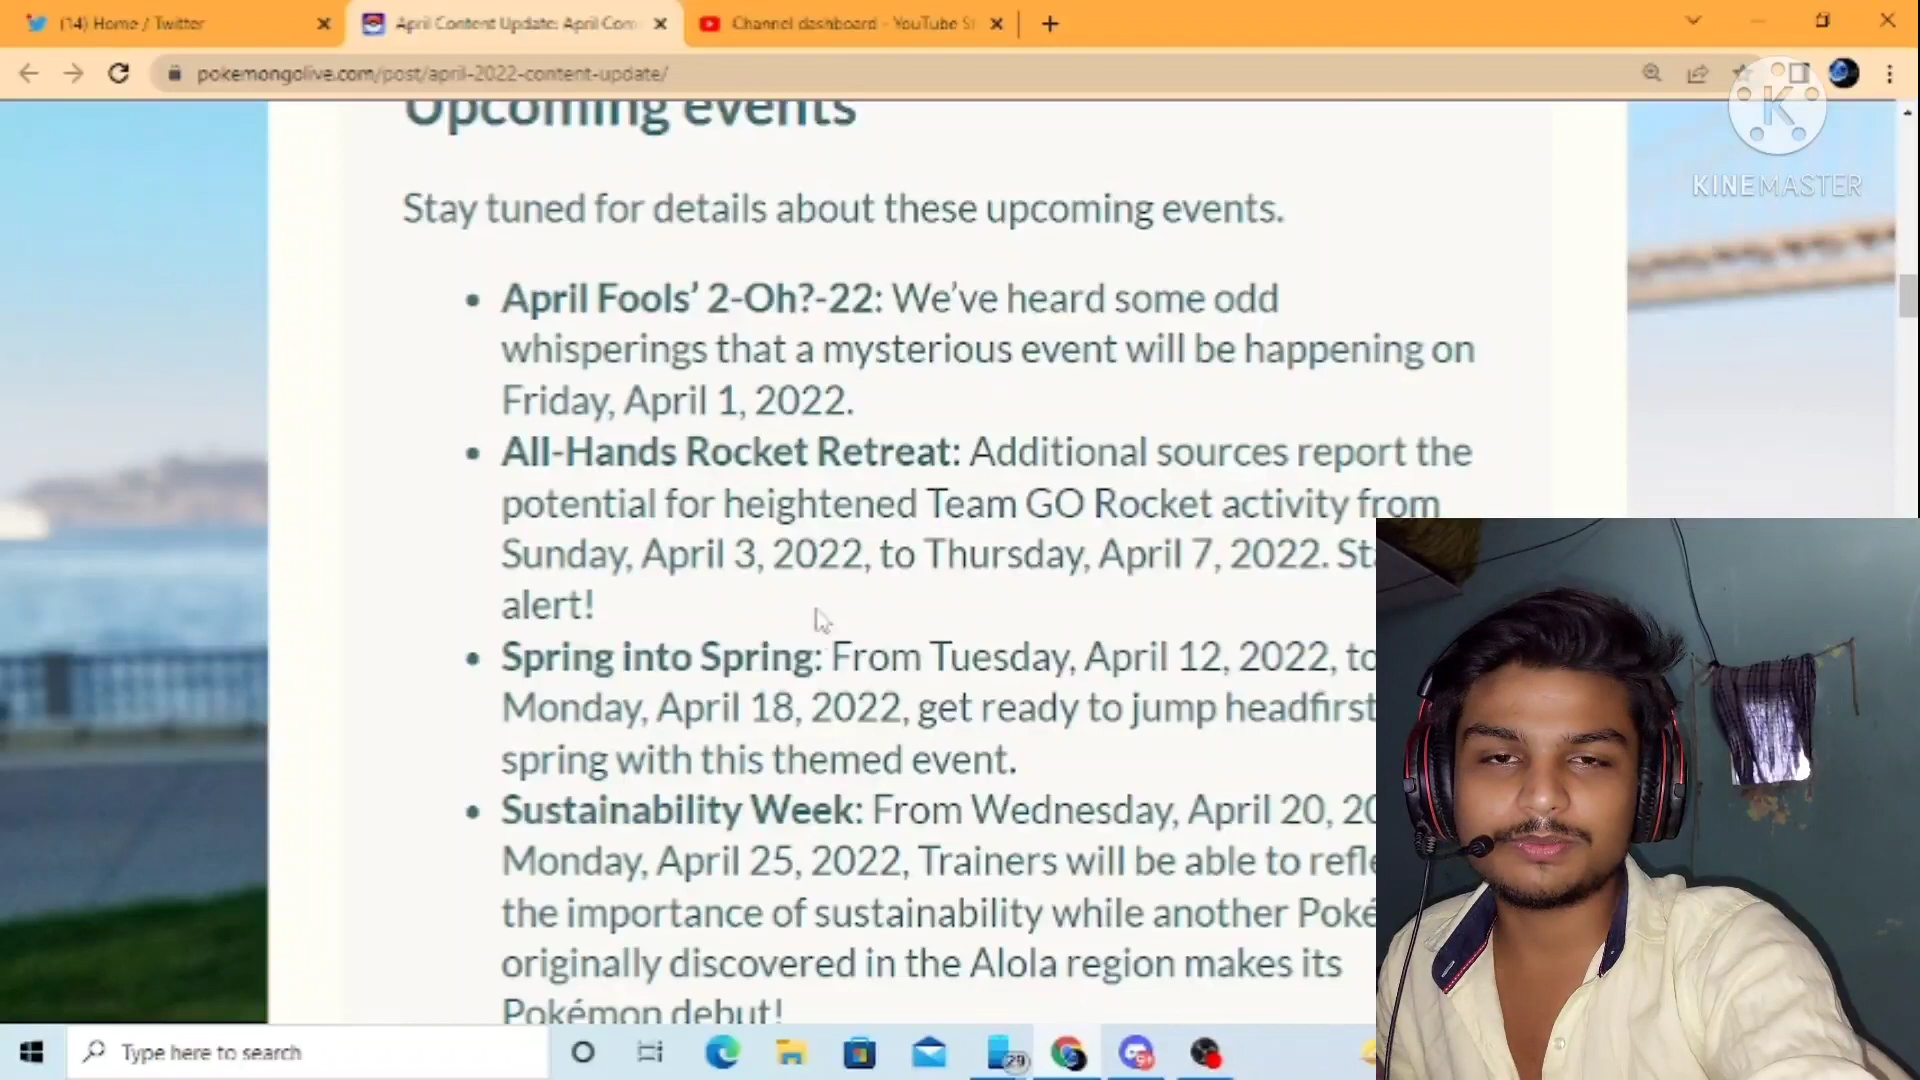 (14) Home / Twitter
April Content Update: April Com
Channel dashboard - YouTube St
pokemongolive.com/post/april-2022-content-update/
KINEMASTER
Upcoming events
Stay tuned for details about these upcoming events.
• April Fools’ 2-Oh?-22: We’ve heard some odd
whisperings that a mysterious event will be happening on
Friday, April 1, 2022.
• All-Hands Rocket Retreat: Additional sources report the
potential for heightened Team GO Rocket activity from
Sunday, April 3, 2022, to Thursday, April 7, 2022. St
alert!
• Spring into Spring: From Tuesday, April 12, 2022, to
Monday, April 18, 2022, get ready to jump headfirst
spring with this themed event.
• Sustainability Week: From Wednesday, April 20, 20
Monday, April 25, 2022, Trainers will be able to refle
the importance of sustainability while another Poké
originally discovered in the Alola region makes its
Pokémon debut!
Type here to search
29